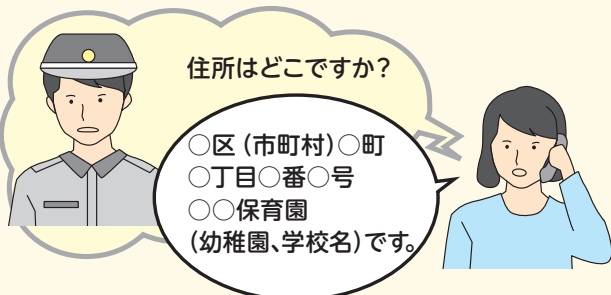 住所はどこですか?
○区(市町村)○町
○丁目○番○号
○○保育園
(幼稚園、学校名)です。